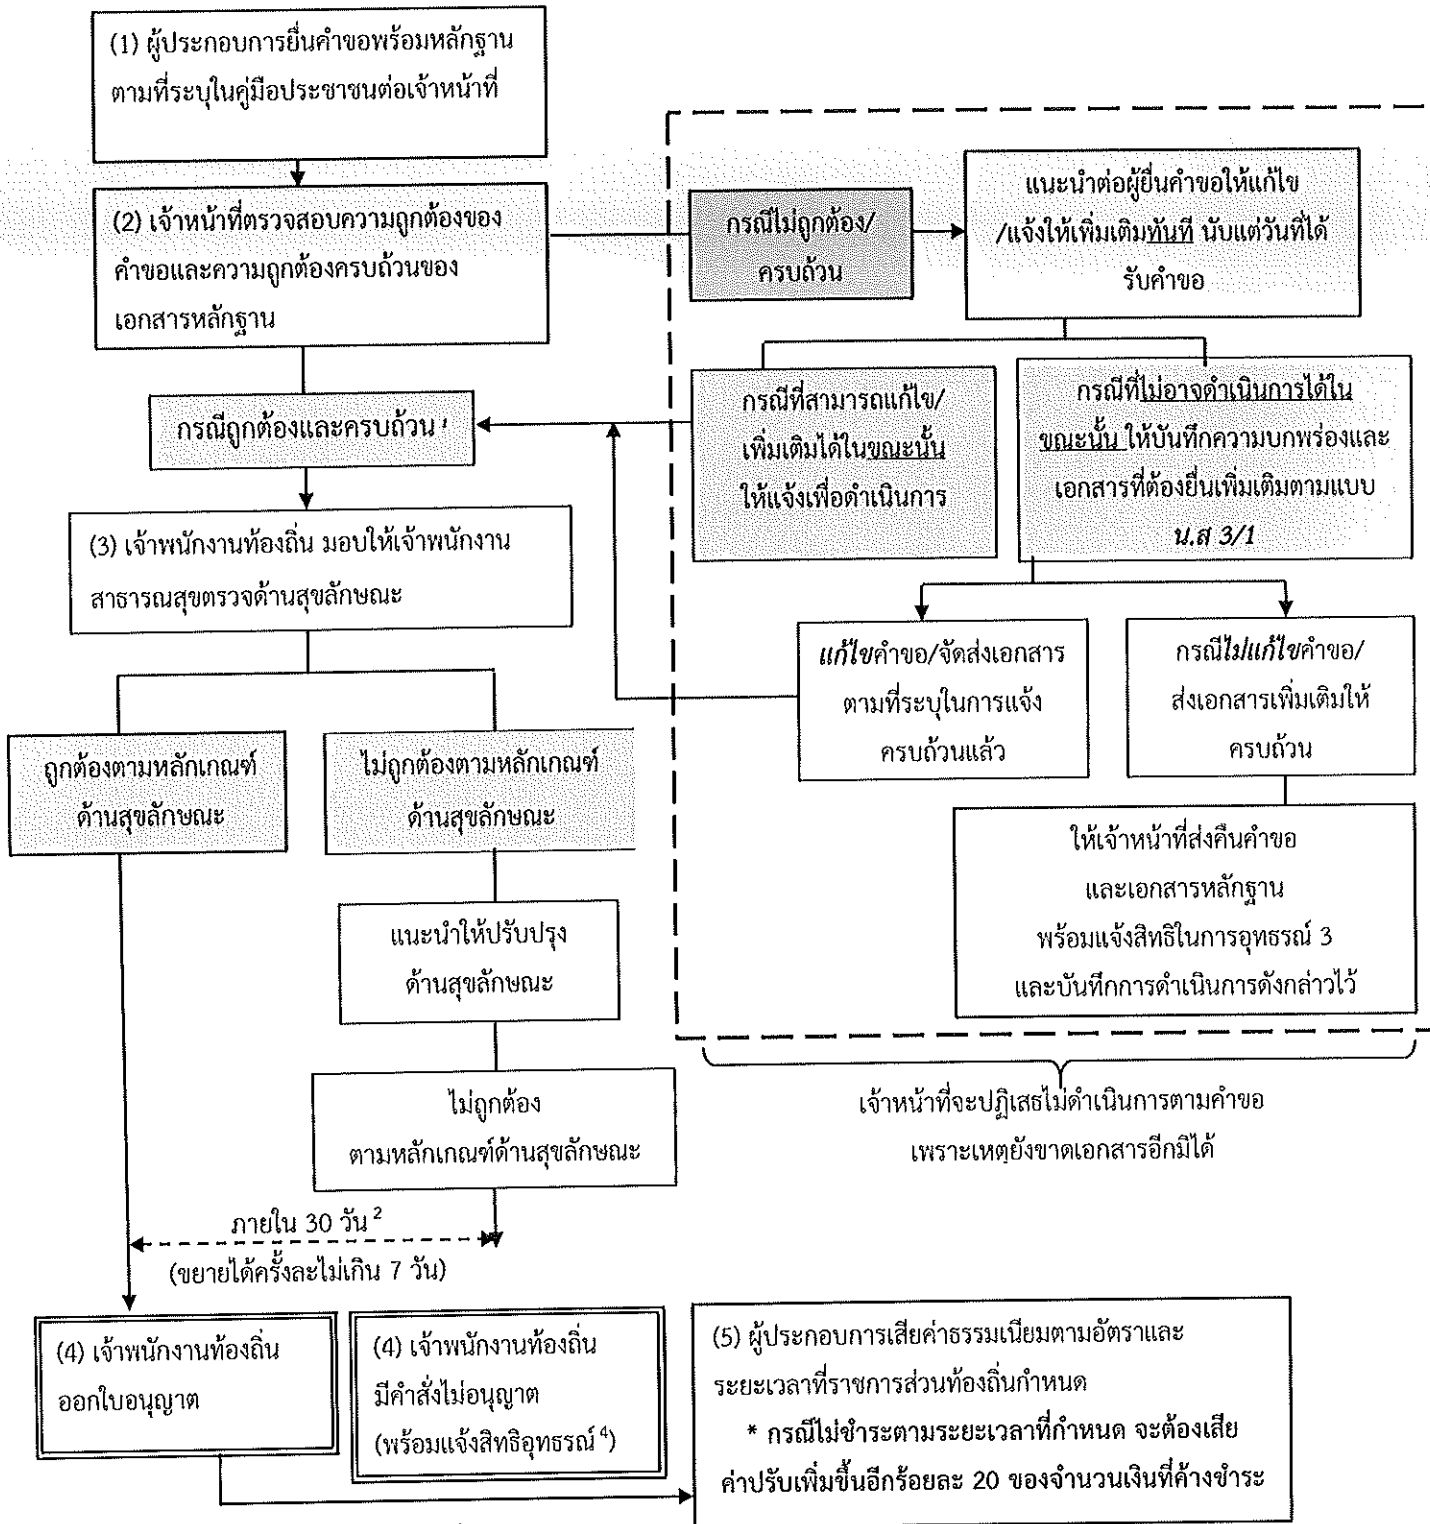 (1) ผู้ประกอบการยื่นคำขอพร้อมหลักฐาน
ตามที่ระบุในคู่มือประชาชนต่อเจ้าหน้าที่
(2) เจ้าหน้าที่ตรวจสอบความถูกต้องของ
คำขอและความถูกต้องครบถ้วนของ
เอกสารหลักฐาน
กรณีไม่ถูกต้อง/
ครบถ้วน
แนะนำต่อผู้ยื่นคำขอให้แก้ไข
/แจ้งให้เพิ่มเติมทันที นับแต่วันที่ได้
รับคำขอ
กรณีถูกต้องและครบถ้วน ¹
กรณีที่สามารถแก้ไข/
เพิ่มเติมได้ในขณะนั้น
ให้แจ้งเพื่อดำเนินการ
กรณีที่ไม่อาจดำเนินการได้ใน
ขณะนั้น ให้บันทึกความบกพร่องและ
เอกสารที่ต้องยื่นเพิ่มเติมตามแบบ
น.ส 3/1
(3) เจ้าพนักงานท้องถิ่น มอบให้เจ้าพนักงาน
สาธารณสุขตรวจด้านสุขลักษณะ
แก้ไขคำขอ/จัดส่งเอกสาร
ตามที่ระบุในการแจ้ง
ครบถ้วนแล้ว
กรณีไม่แก้ไขคำขอ/
ส่งเอกสารเพิ่มเติมให้
ครบถ้วน
ถูกต้องตามหลักเกณฑ์
ด้านสุขลักษณะ
ไม่ถูกต้องตามหลักเกณฑ์
ด้านสุขลักษณะ
ให้เจ้าหน้าที่ส่งคืนคำขอ
และเอกสารหลักฐาน
พร้อมแจ้งสิทธิในการอุทธรณ์ 3
และบันทึกการดำเนินการดังกล่าวไว้
แนะนำให้ปรับปรุง
ด้านสุขลักษณะ
ไม่ถูกต้อง
ตามหลักเกณฑ์ด้านสุขลักษณะ
เจ้าหน้าที่จะปฏิเสธไม่ดำเนินการตามคำขอ
เพราะเหตุยังขาดเอกสารอีกมิได้
ภายใน 30 วัน ²
(ขยายได้ครั้งละไม่เกิน 7 วัน)
(4) เจ้าพนักงานท้องถิ่น
ออกใบอนุญาต
(4) เจ้าพนักงานท้องถิ่น
มีคำสั่งไม่อนุญาต
(พร้อมแจ้งสิทธิอุทธรณ์ ⁴)
(5) ผู้ประกอบการเสียค่าธรรมเนียมตามอัตราและ
ระยะเวลาที่ราชการส่วนท้องถิ่นกำหนด
* กรณีไม่ชำระตามระยะเวลาที่กำหนด จะต้องเสีย
ค่าปรับเพิ่มขึ้นอีกร้อยละ 20 ของจำนวนเงินที่ค้างชำระ